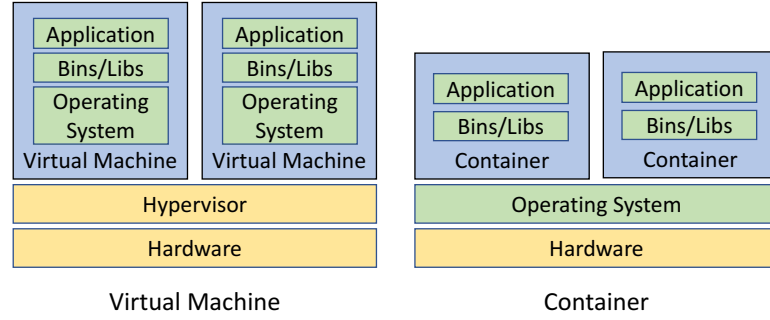 Application
Bins/Libs
Operating
System
Virtual Machine
Application
Bins/Libs
Operating
System
Virtual Machine
Hypervisor
Hardware
Virtual Machine
Application
Bins/Libs
Container
Application
Bins/Libs
Container
Operating System
Hardware
Container